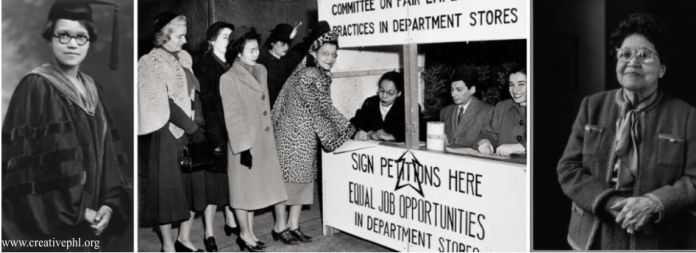 COMMITTEE ON FAIR
PRACTICES IN DEPARTMENT STORES
SIGN PETITIONS HERE
EQUAL JOB OPPORTUNITIES
IN DEPARTMENT STORES
www.creativephl.org